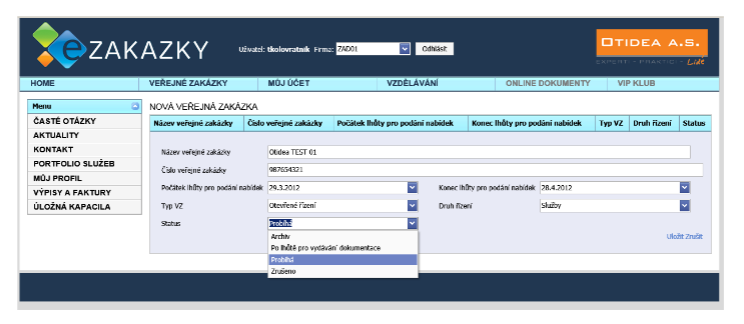 eZAKAZKY
Uživatel: tkolovratnik Firma: ZAD01 Odhlásit
OTIDEA A.S.
EXPERTI - PRAKTICI - Lidé
HOME VEŘEJNÉ ZAKÁZKY MŮJ ÚČET VZDĚLÁVÁNÍ ONLINE DOKUMENTY VIP KLUB
Menu
ČASTÉ OTÁZKY
AKTUALITY
KONTAKT
PORTFOLIO SLUŽEB
MŮJ PROFIL
VÝPISY A FAKTURY
ÚLOŽNÁ KAPACILA
NOVÁ VEŘEJNÁ ZAKÁZKA
Název veřejné zakázky Číslo veřejné zakázky Počátek lhůty pro podání nabídek Konec lhůty pro podání nabídek Typ VZ Druh řízení Status
Název veřejné zakázky Otidea TEST 01
Číslo veřejné zakázky 987654321
Počátek lhůty pro podání nabídek 29.3.2012 Konec lhůty pro podání nabídek 28.4.2012
Typ VZ Otevřené řízení Druh řízení Služby
Status Probíhá
Archiv
Po lhůtě pro vydávání dokumentace
Probíhá
Zrušeno
Uložit Zrušit